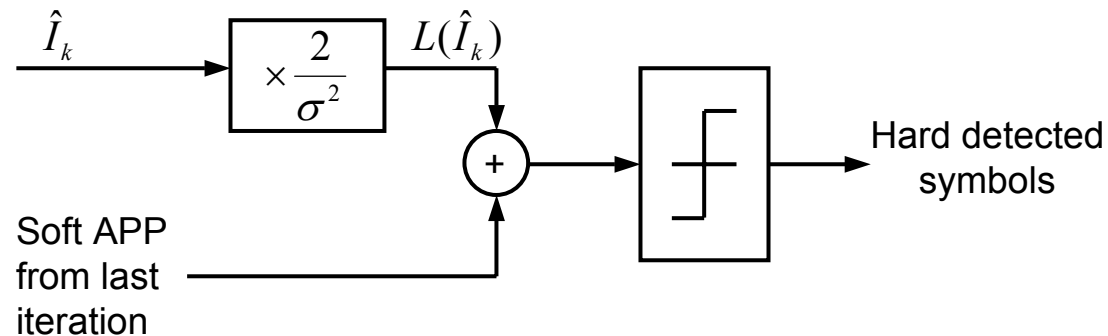 Î_k
× 2/σ²
L(Î_k)
+
Hard detected
symbols
Soft APP
from last
iteration